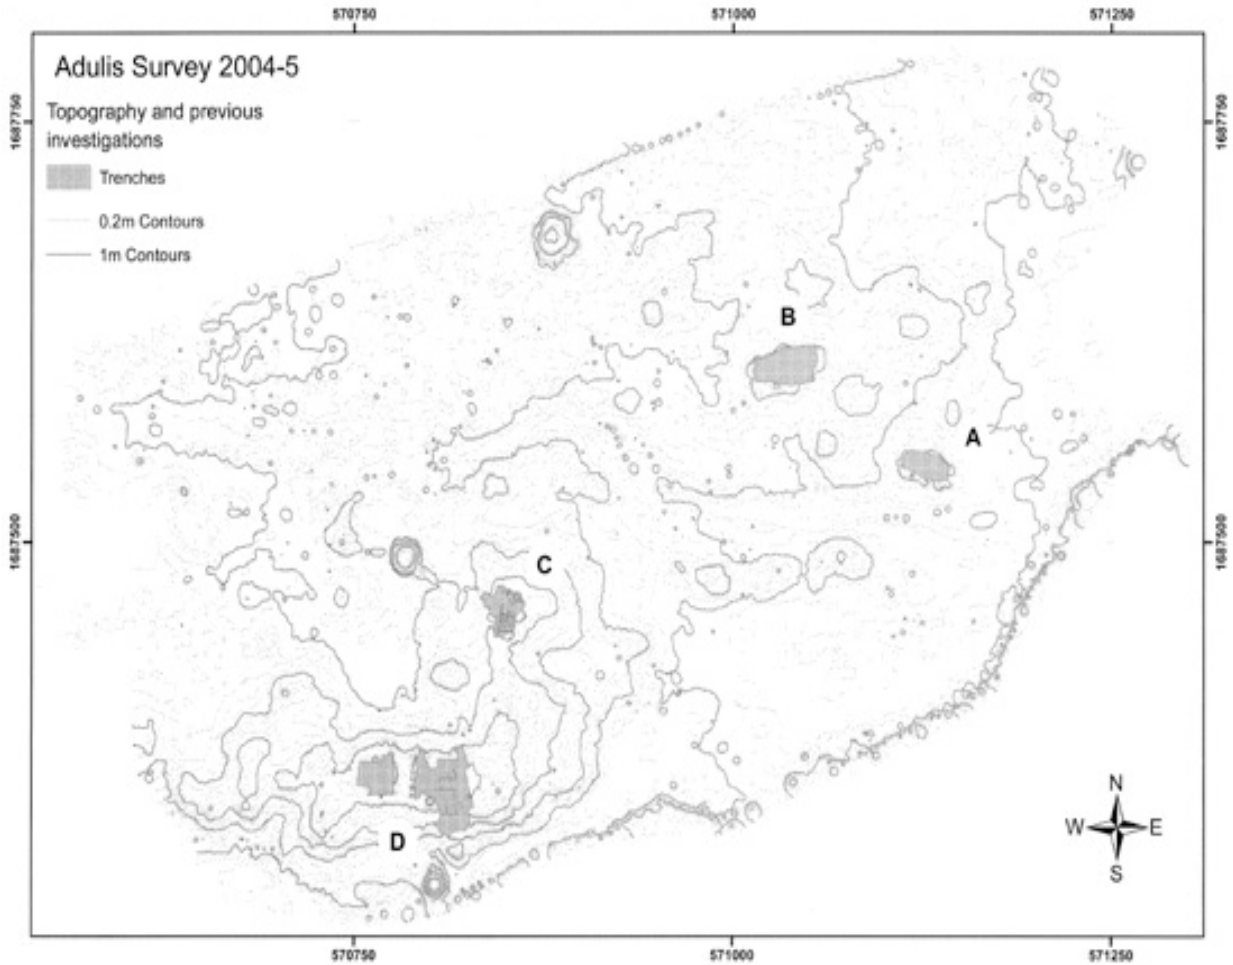 570750
571000
571250
Adulis Survey 2004-5
Topography and previous
investigations
Trenches
0.2m Contours
1m Contours
1687750
1687750
B
A
1687500
1687500
C
D
N
W
E
S
570750
571000
571250